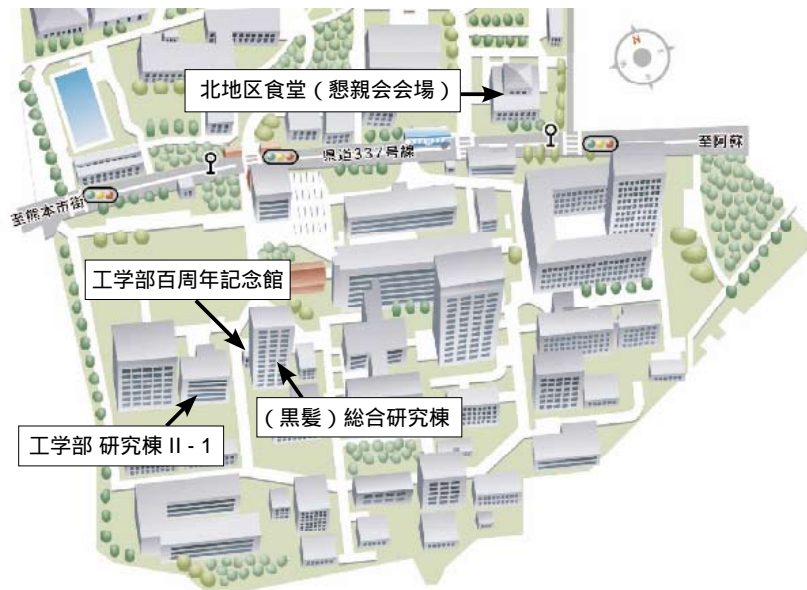 N
北地区食堂(懇親会会場)
県道337号線
至阿蘇
至熊本市街
工学部百周年記念館
(黒髪)総合研究棟
工学部 研究棟 II - 1